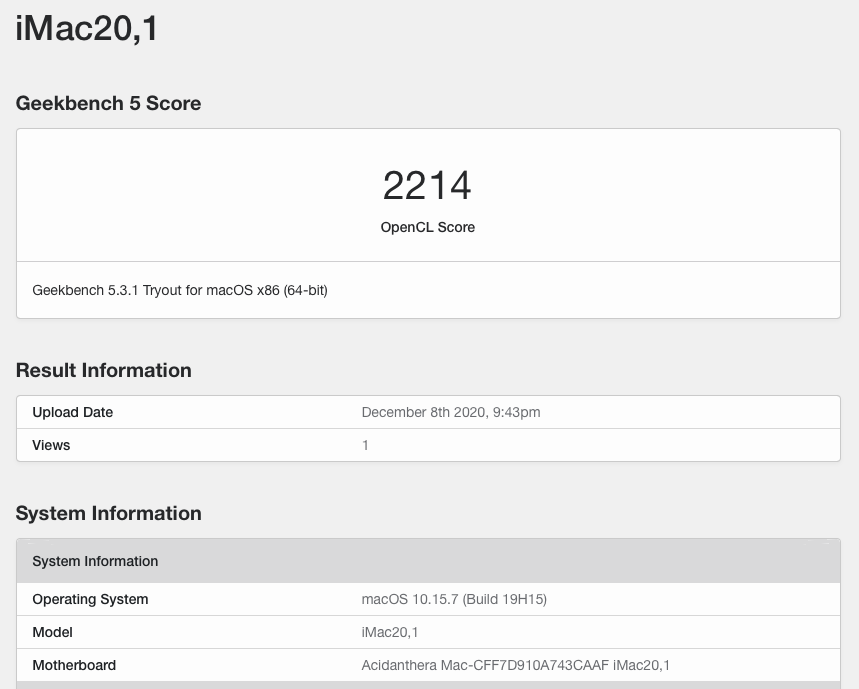 iMac20,1
Geekbench 5 Score
2214
OpenCL Score
Geekbench 5.3.1 Tryout for macOS x86 (64-bit)
Result Information
Upload Date December 8th 2020, 9:43pm
Views 1
System Information
System Information
Operating System macOS 10.15.7 (Build 19H15)
Model iMac20,1
Motherboard Acidanthera Mac-CFF7D910A743CAAF iMac20,1